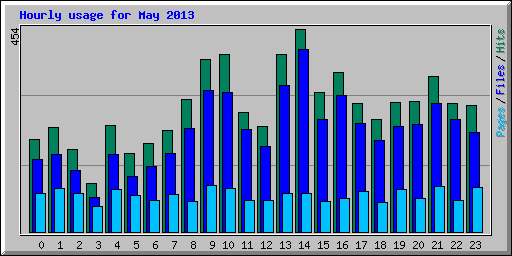 Hourly usage for May 2013
454
Pages / Files / Hits
0 1 2 3 4 5 6 7 8 9 10 11 12 13 14 15 16 17 18 19 20 21 22 23